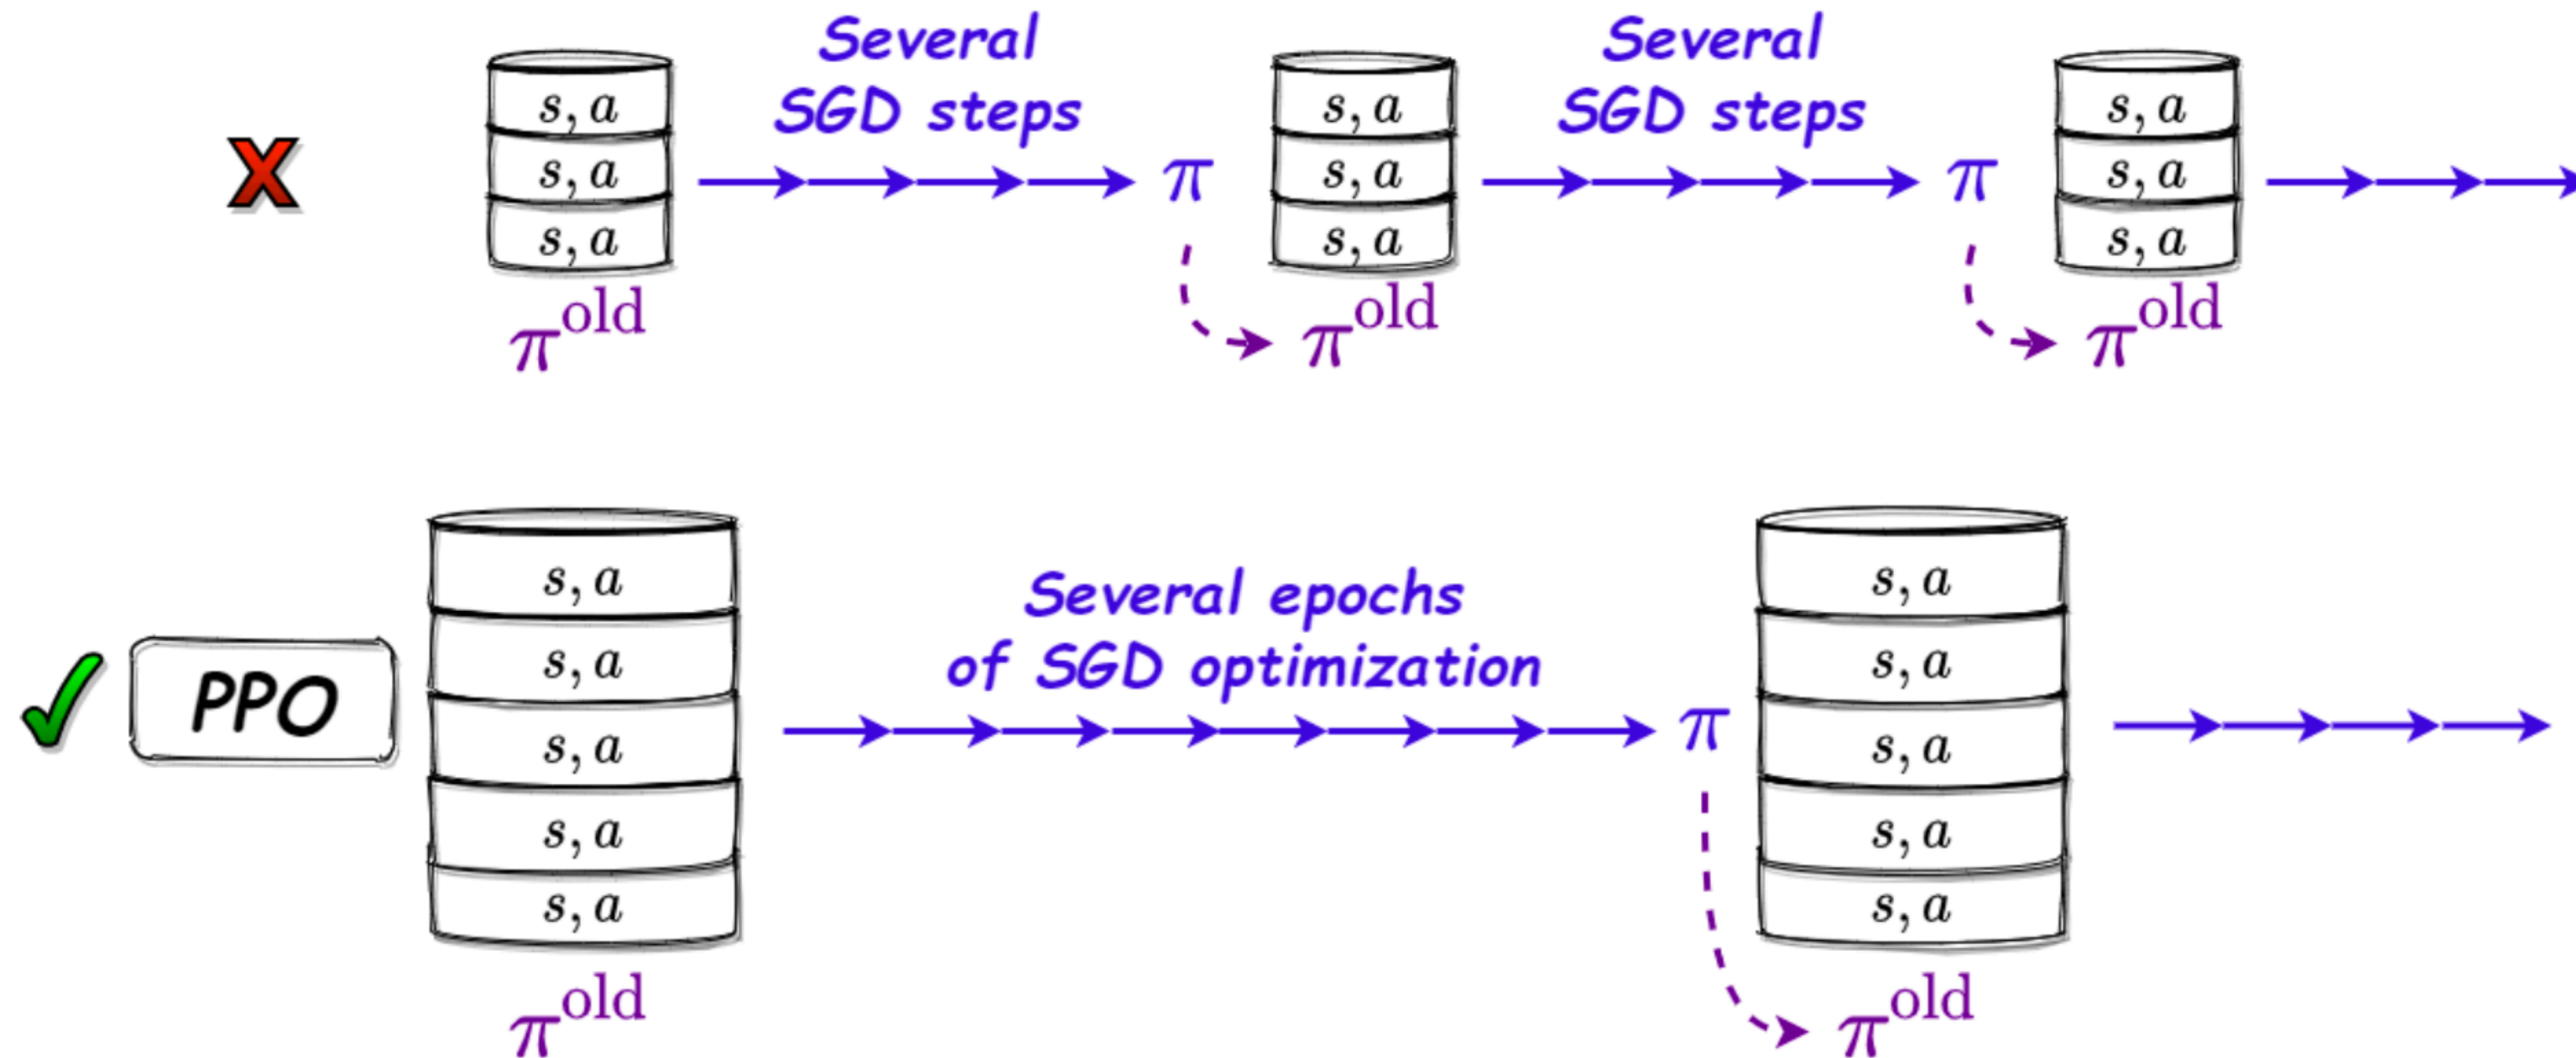 Several
SGD steps
Several
SGD steps
X
s, a
s, a
s, a
π
s, a
s, a
s, a
π
s, a
s, a
s, a
π^old
π^old
π^old
PPO
s, a
s, a
s, a
s, a
s, a
Several epochs
of SGD optimization
π
s, a
s, a
s, a
s, a
s, a
π^old
π^old